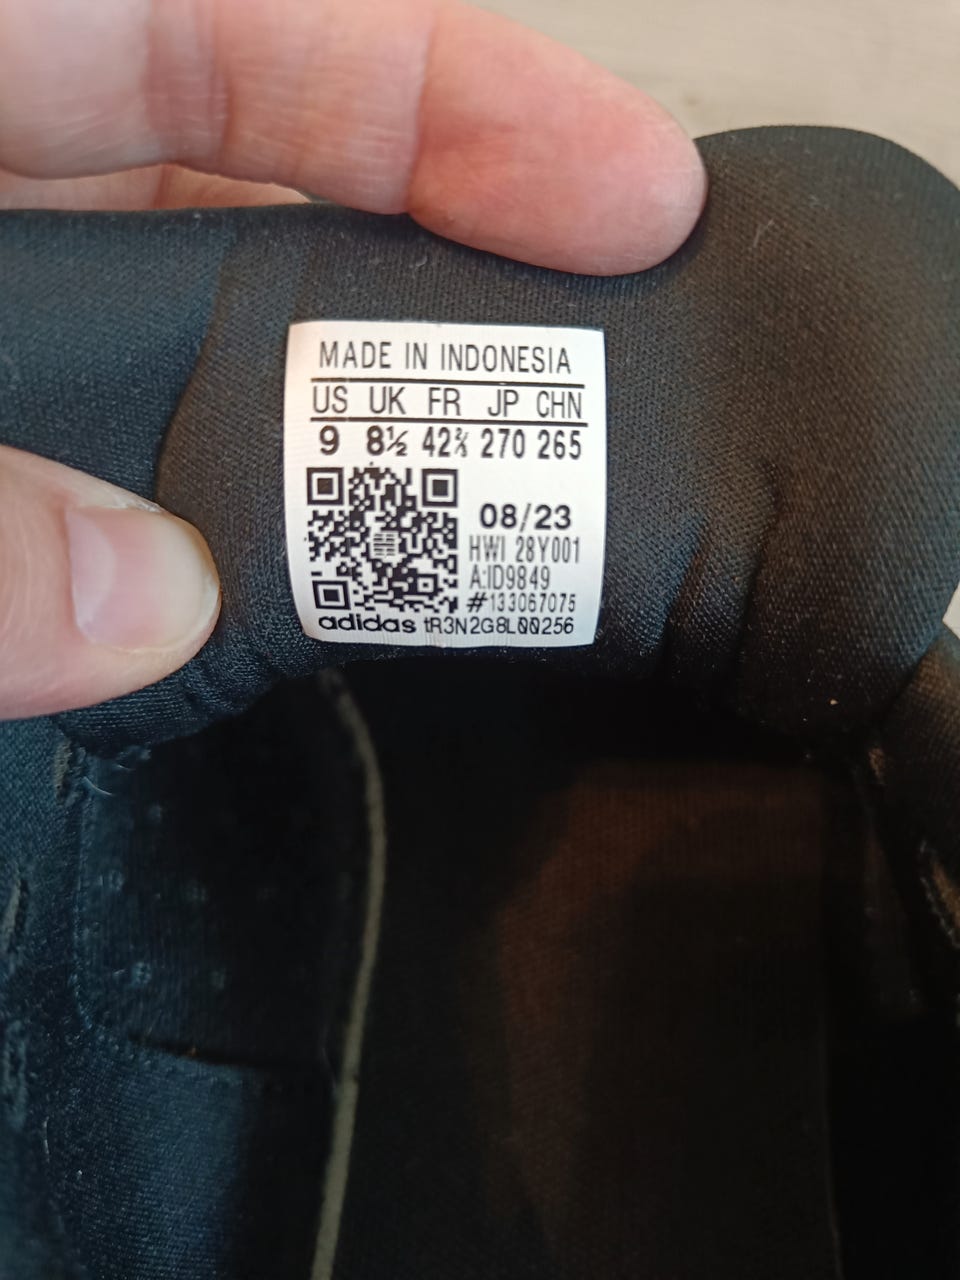 MADE IN INDONESIA
US UK FR JP CHN
9 8½ 42⅔ 270 265
08/23
HWI 28Y001
A:ID9849
#133067075
adidas tR3N2G8L00256